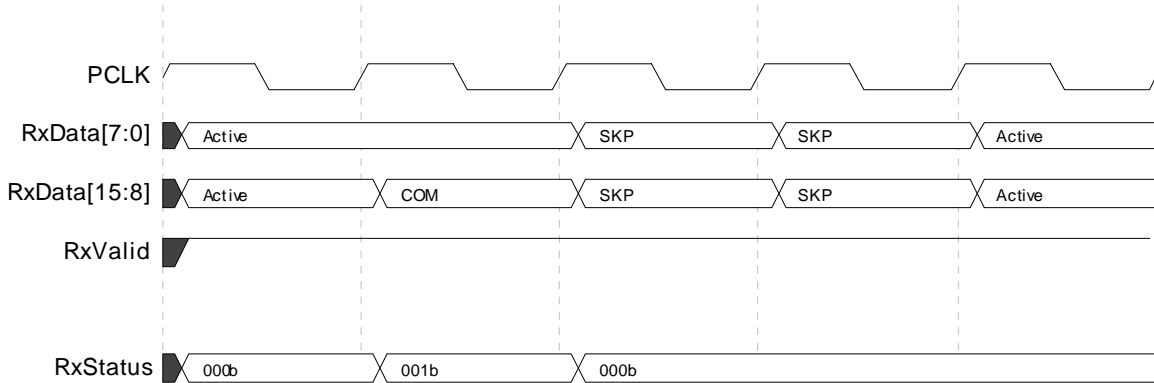 PCLK
RxData[7:0] Active SKP SKP Active
RxData[15:8] Active COM SKP SKP Active
RxValid
RxStatus 000b 001b 000b